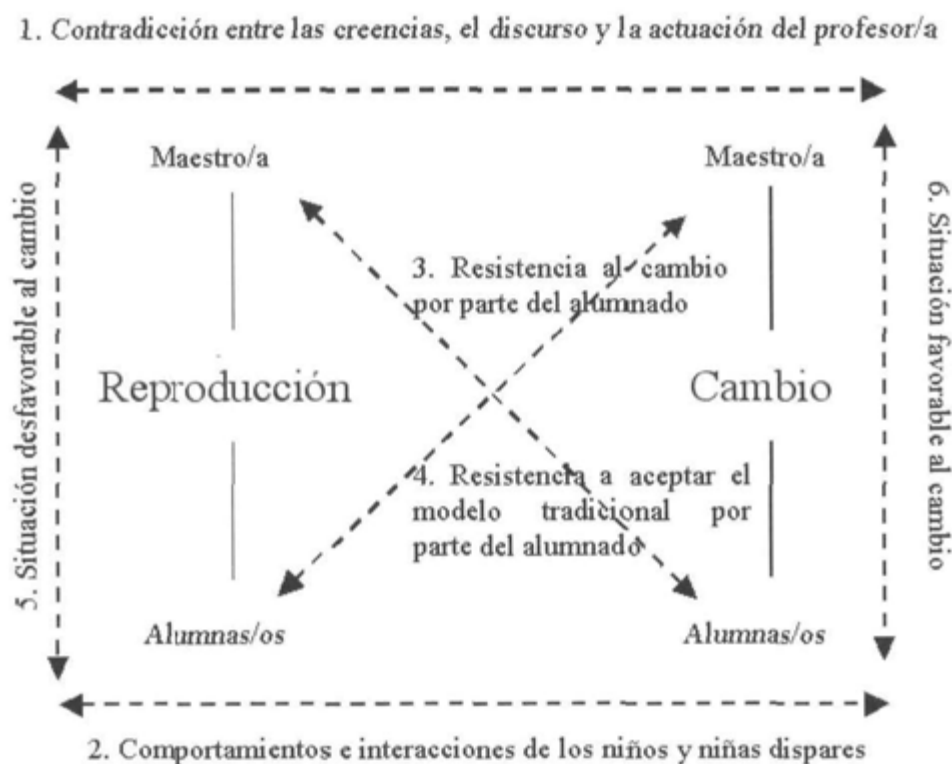 1. Contradicción entre las creencias, el discurso y la actuación del profesor/a
Maestro/a
Maestro/a
5. Situación desfavorable al cambio
6. Situación favorable al cambio
3. Resistencia al cambio
por parte del alumnado
Reproducción
Cambio
4. Resistencia a aceptar el
modelo tradicional por
parte del alumnado
Alumnas/os
Alumnas/os
2. Comportamientos e interacciones de los niños y niñas dispares